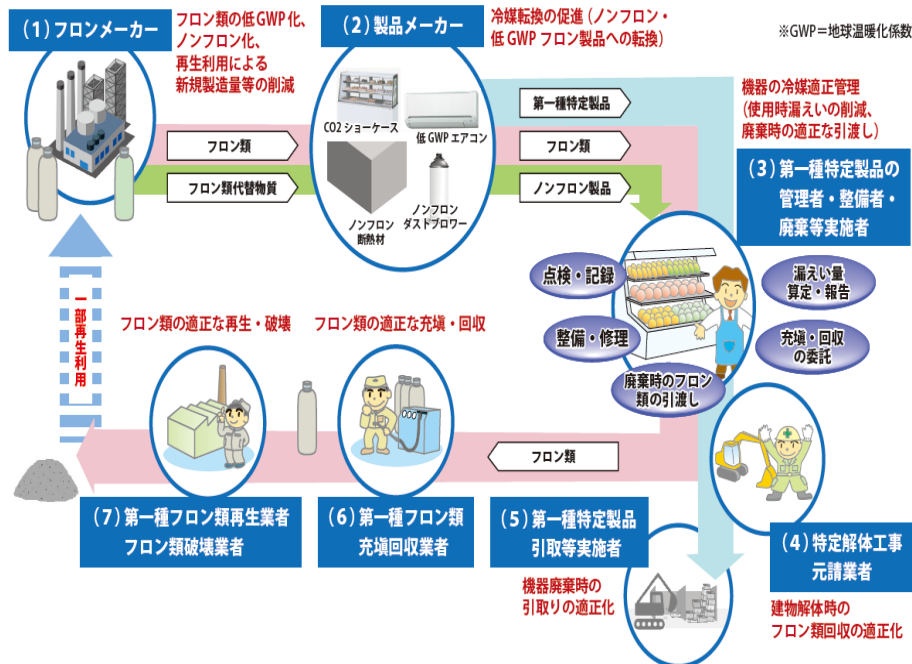 (1)フロンメーカー
フロン類の低GWP化、
ノンフロン化、
再生利用による
新規製造量等の削減
(2)製品メーカー
冷媒転換の促進(ノンフロン・
低GWPフロン製品への転換)
※GWP=地球温暖化係数
CO2ショーケース
低GWPエアコン
ノンフロン
断熱材
ノンフロン
ダストブロワー
フロン類
フロン類代替物質
第一種特定製品
フロン類
ノンフロン製品
機器の冷媒適正管理
(使用時漏えいの削減、
廃棄時の適正な引渡し)
(3)第一種特定製品の
管理者・整備者・
廃棄等実施者
点検・記録
整備・修理
廃棄時のフロン
類の引渡し
漏えい量
算定・報告
充塡・回収
の委託
(4)特定解体工事
元請業者
建物解体時の
フロン類回収の適正化
(5)第一種特定製品
引取等実施者
機器廃棄時の
引取りの適正化
フロン類
フロン類の適正な充塡・回収
(6)第一種フロン類
充塡回収業者
フロン類の適正な再生・破壊
(7)第一種フロン類再生業者
フロン類破壊業者
一部再生利用